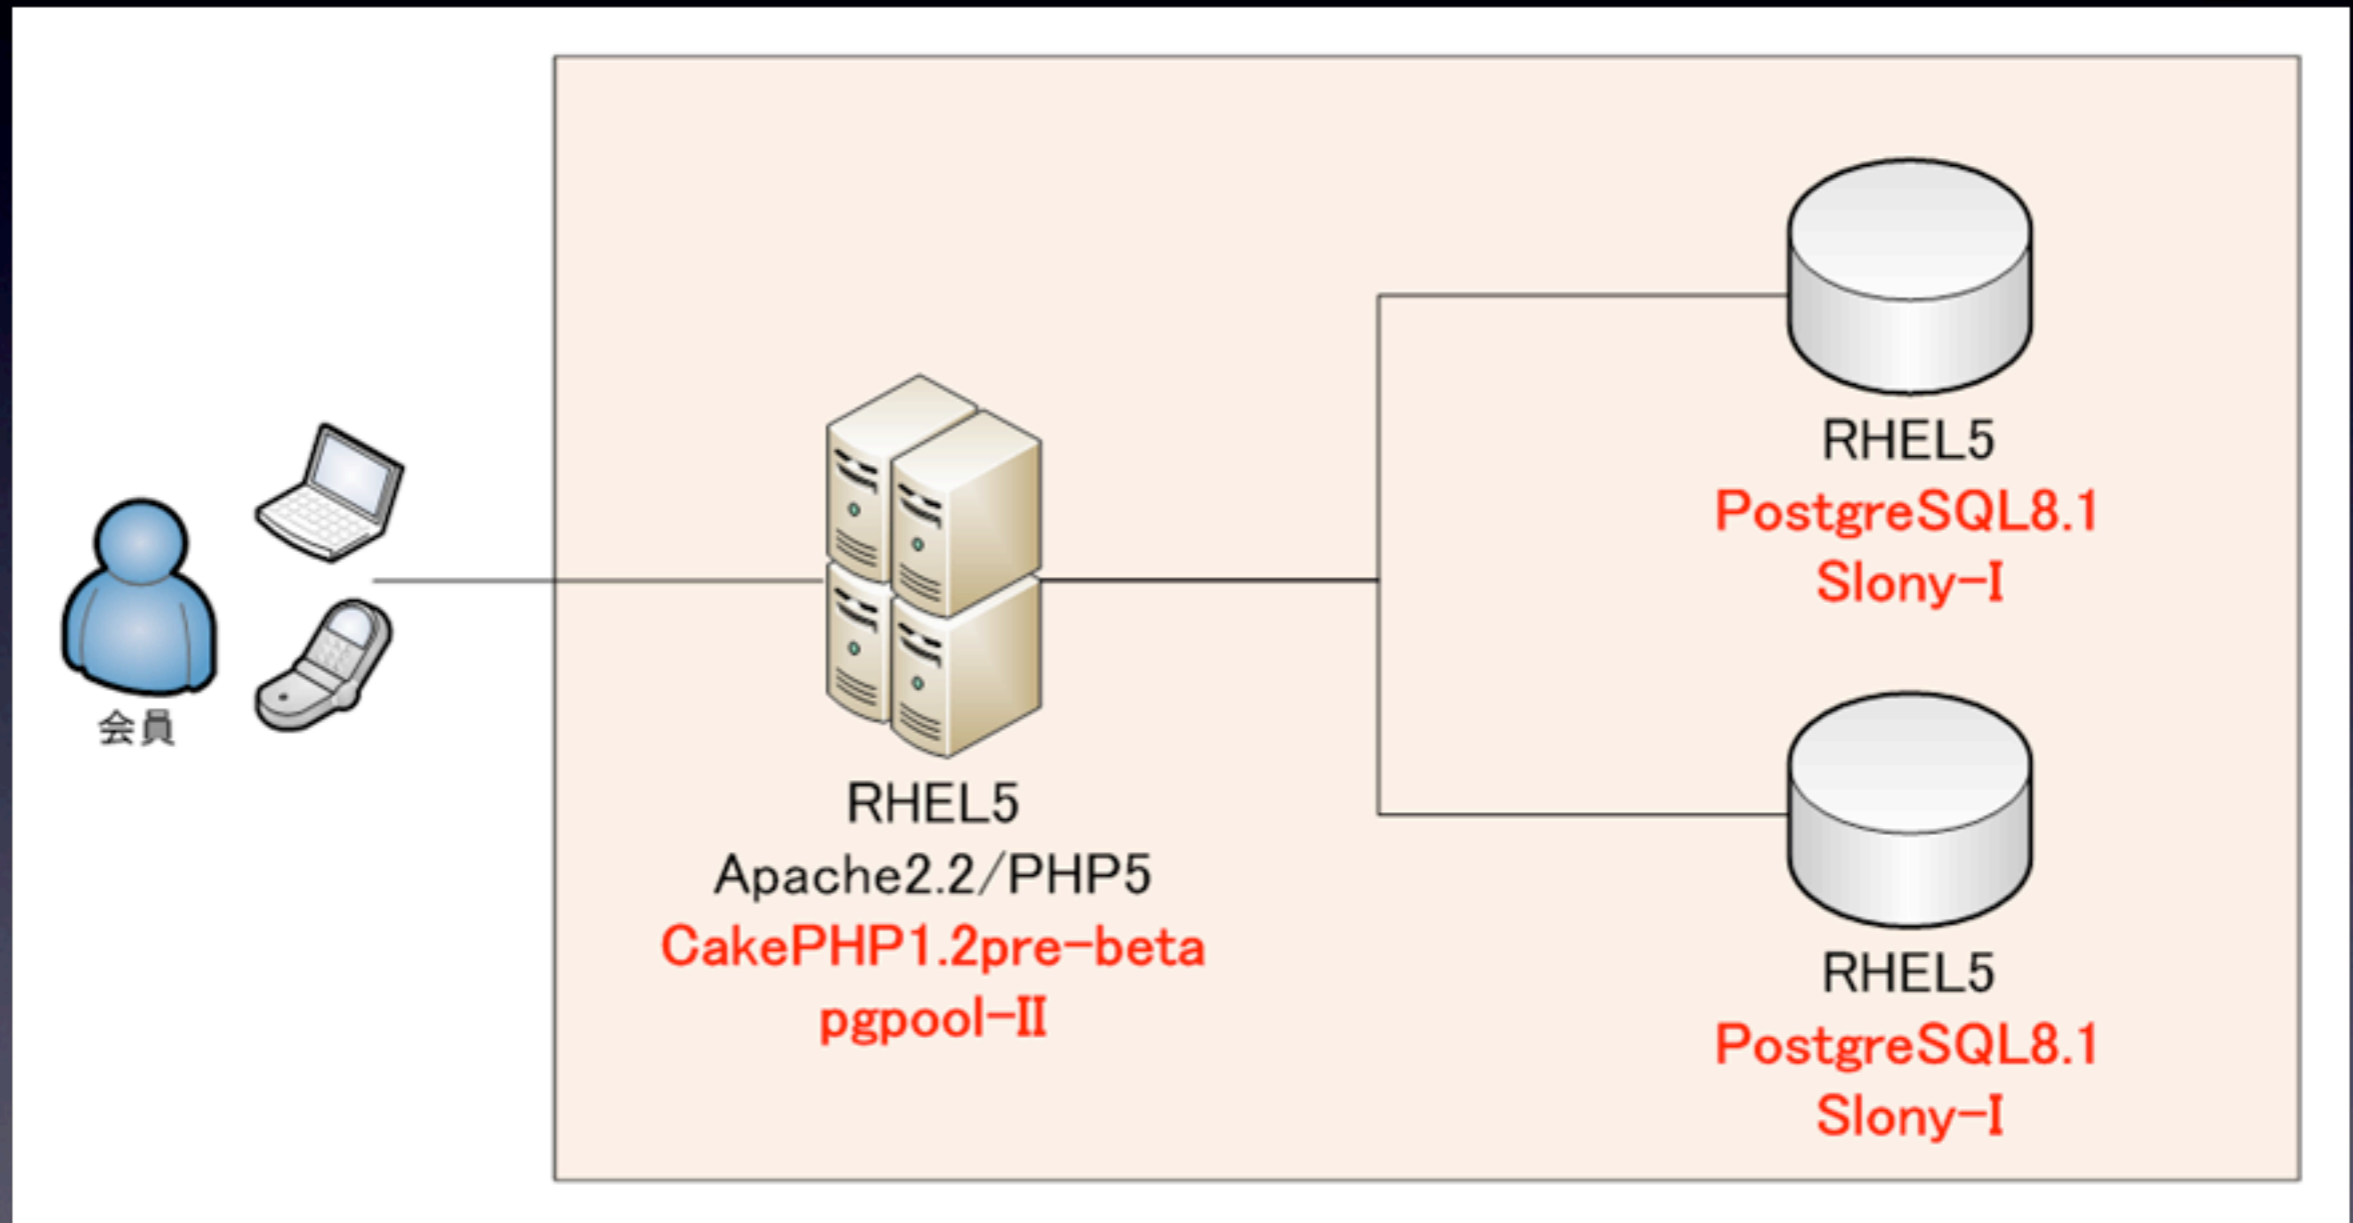 会員
RHEL5
Apache2.2/PHP5
CakePHP1.2pre-beta
pgpool-II
RHEL5
PostgreSQL8.1
Slony-I
RHEL5
PostgreSQL8.1
Slony-I